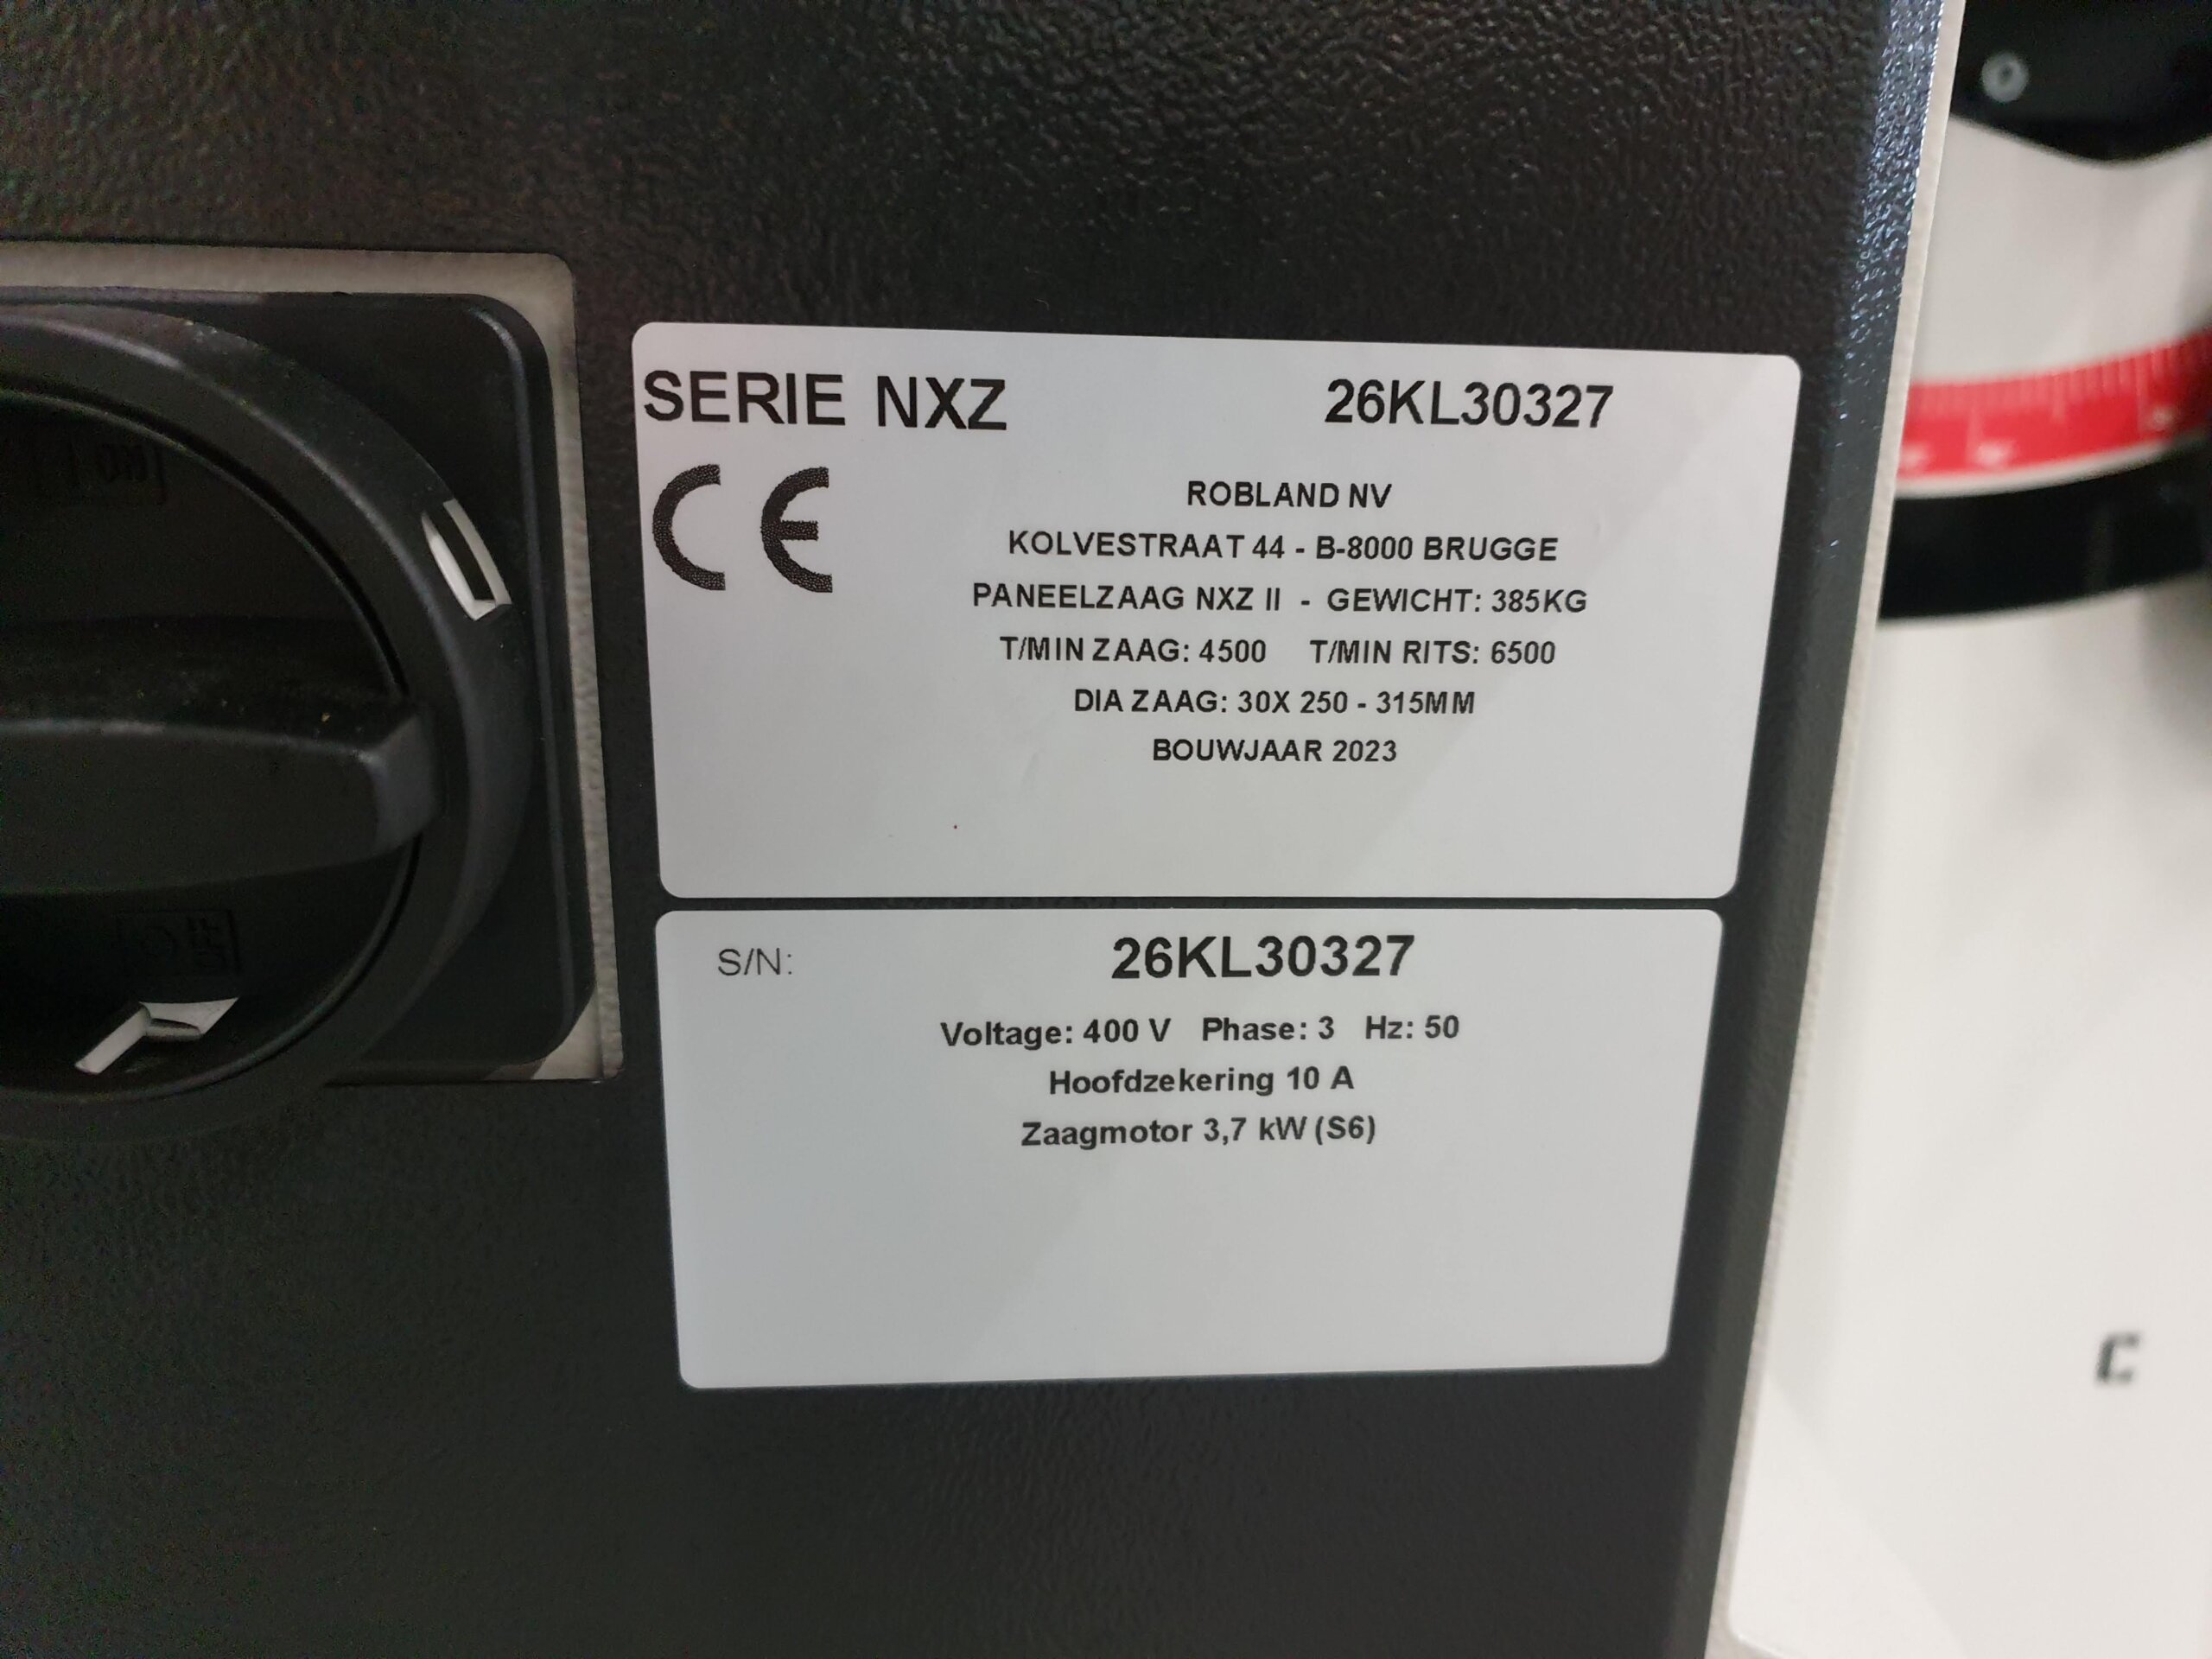 SERIE NXZ 26KL30327
CE
ROBLAND NV
KOLVESTRAAT 44 - B-8000 BRUGGE
PANEELZAAG NXZ II - GEWICHT: 385KG
T/MIN ZAAG: 4500 T/MIN RITS: 6500
DIA ZAAG: 30X 250 - 315MM
BOUWJAAR 2023
S/N: 26KL30327
Voltage: 400 V Phase: 3 Hz: 50
Hoofdzekering 10 A
Zaagmotor 3,7 kW (S6)
C